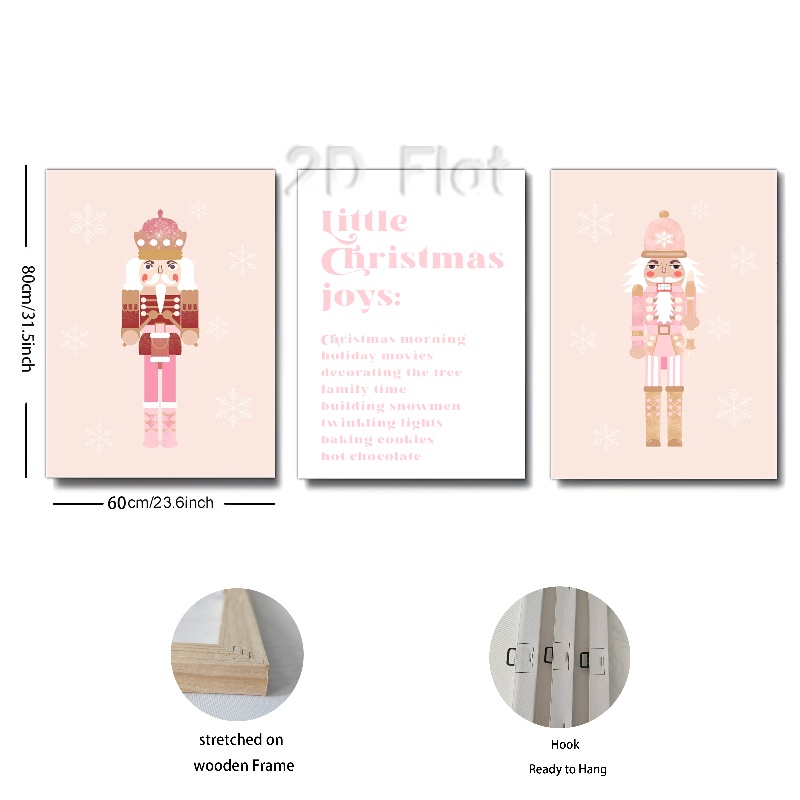 2D Flat
Little
Christmas
joys:
Christmas morning
holiday movies
decorating the tree
family time
building snowmen
twinkling lights
baking cookies
hot chocolate
80cm/31.5inch
60cm/23.6inch
stretched on
wooden Frame
Hook
Ready to Hang